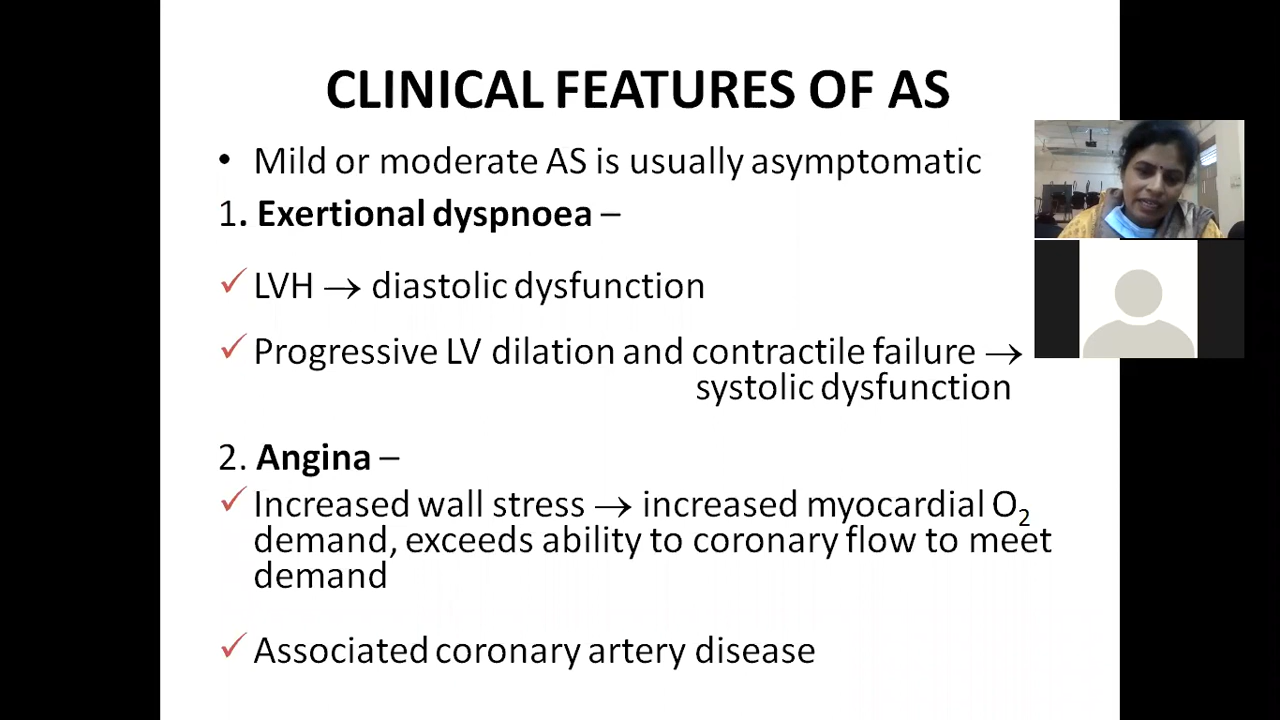 CLINICAL FEATURES OF AS
• Mild or moderate AS is usually asymptomatic
1. Exertional dyspnoea –
✓ LVH → diastolic dysfunction
✓ Progressive LV dilation and contractile failure →
systolic dysfunction
2. Angina –
✓ Increased wall stress → increased myocardial O₂
demand, exceeds ability to coronary flow to meet
demand
✓ Associated coronary artery disease